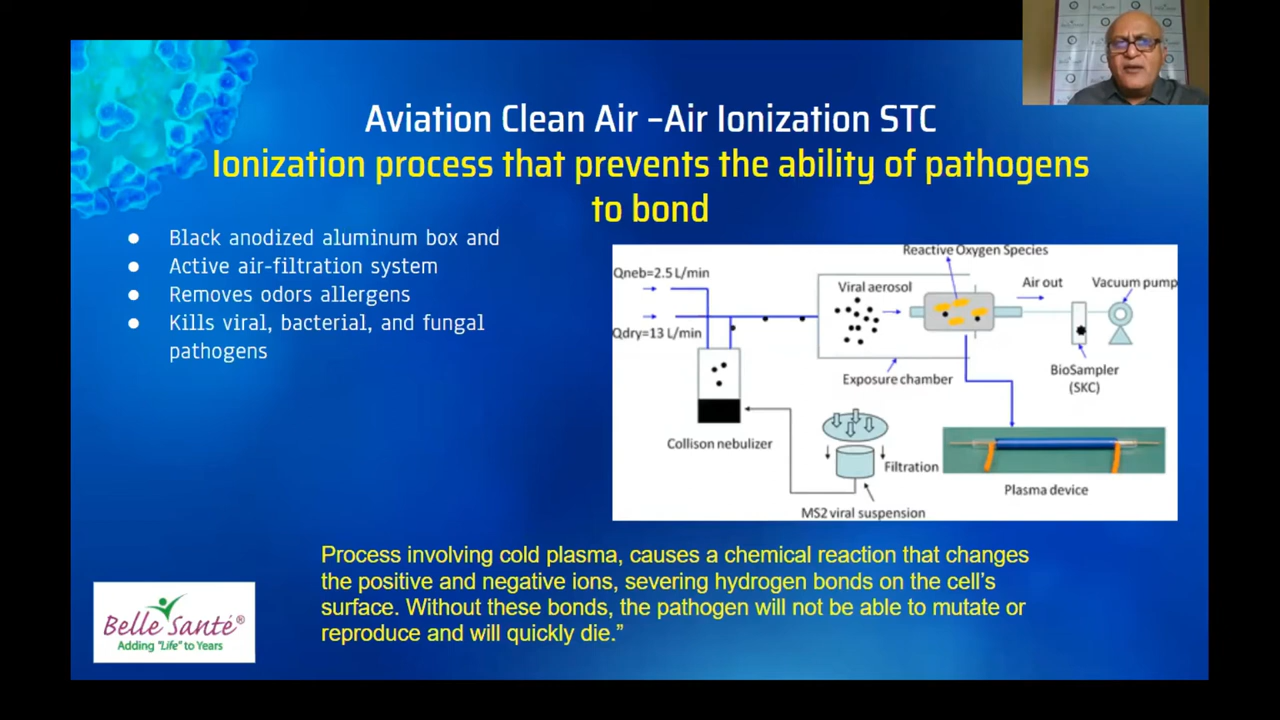 Aviation Clean Air –Air Ionization STC
Ionization process that prevents the ability of pathogens
to bond
● Black anodized aluminum box and
● Active air-filtration system
● Removes odors allergens
● Kills viral, bacterial, and fungal
pathogens
Reactive Oxygen Species
Qneb=2.5 L/min
Viral aerosol
Air out
Vacuum pump
Qdry=13 L/min
BioSampler
(SKC)
Exposure chamber
Collison nebulizer
Filtration
Plasma device
MS2 viral suspension
Process involving cold plasma, causes a chemical reaction that changes
the positive and negative ions, severing hydrogen bonds on the cell's
surface. Without these bonds, the pathogen will not be able to mutate or
reproduce and will quickly die.”
Belle Santé®
Adding "Life" to Years